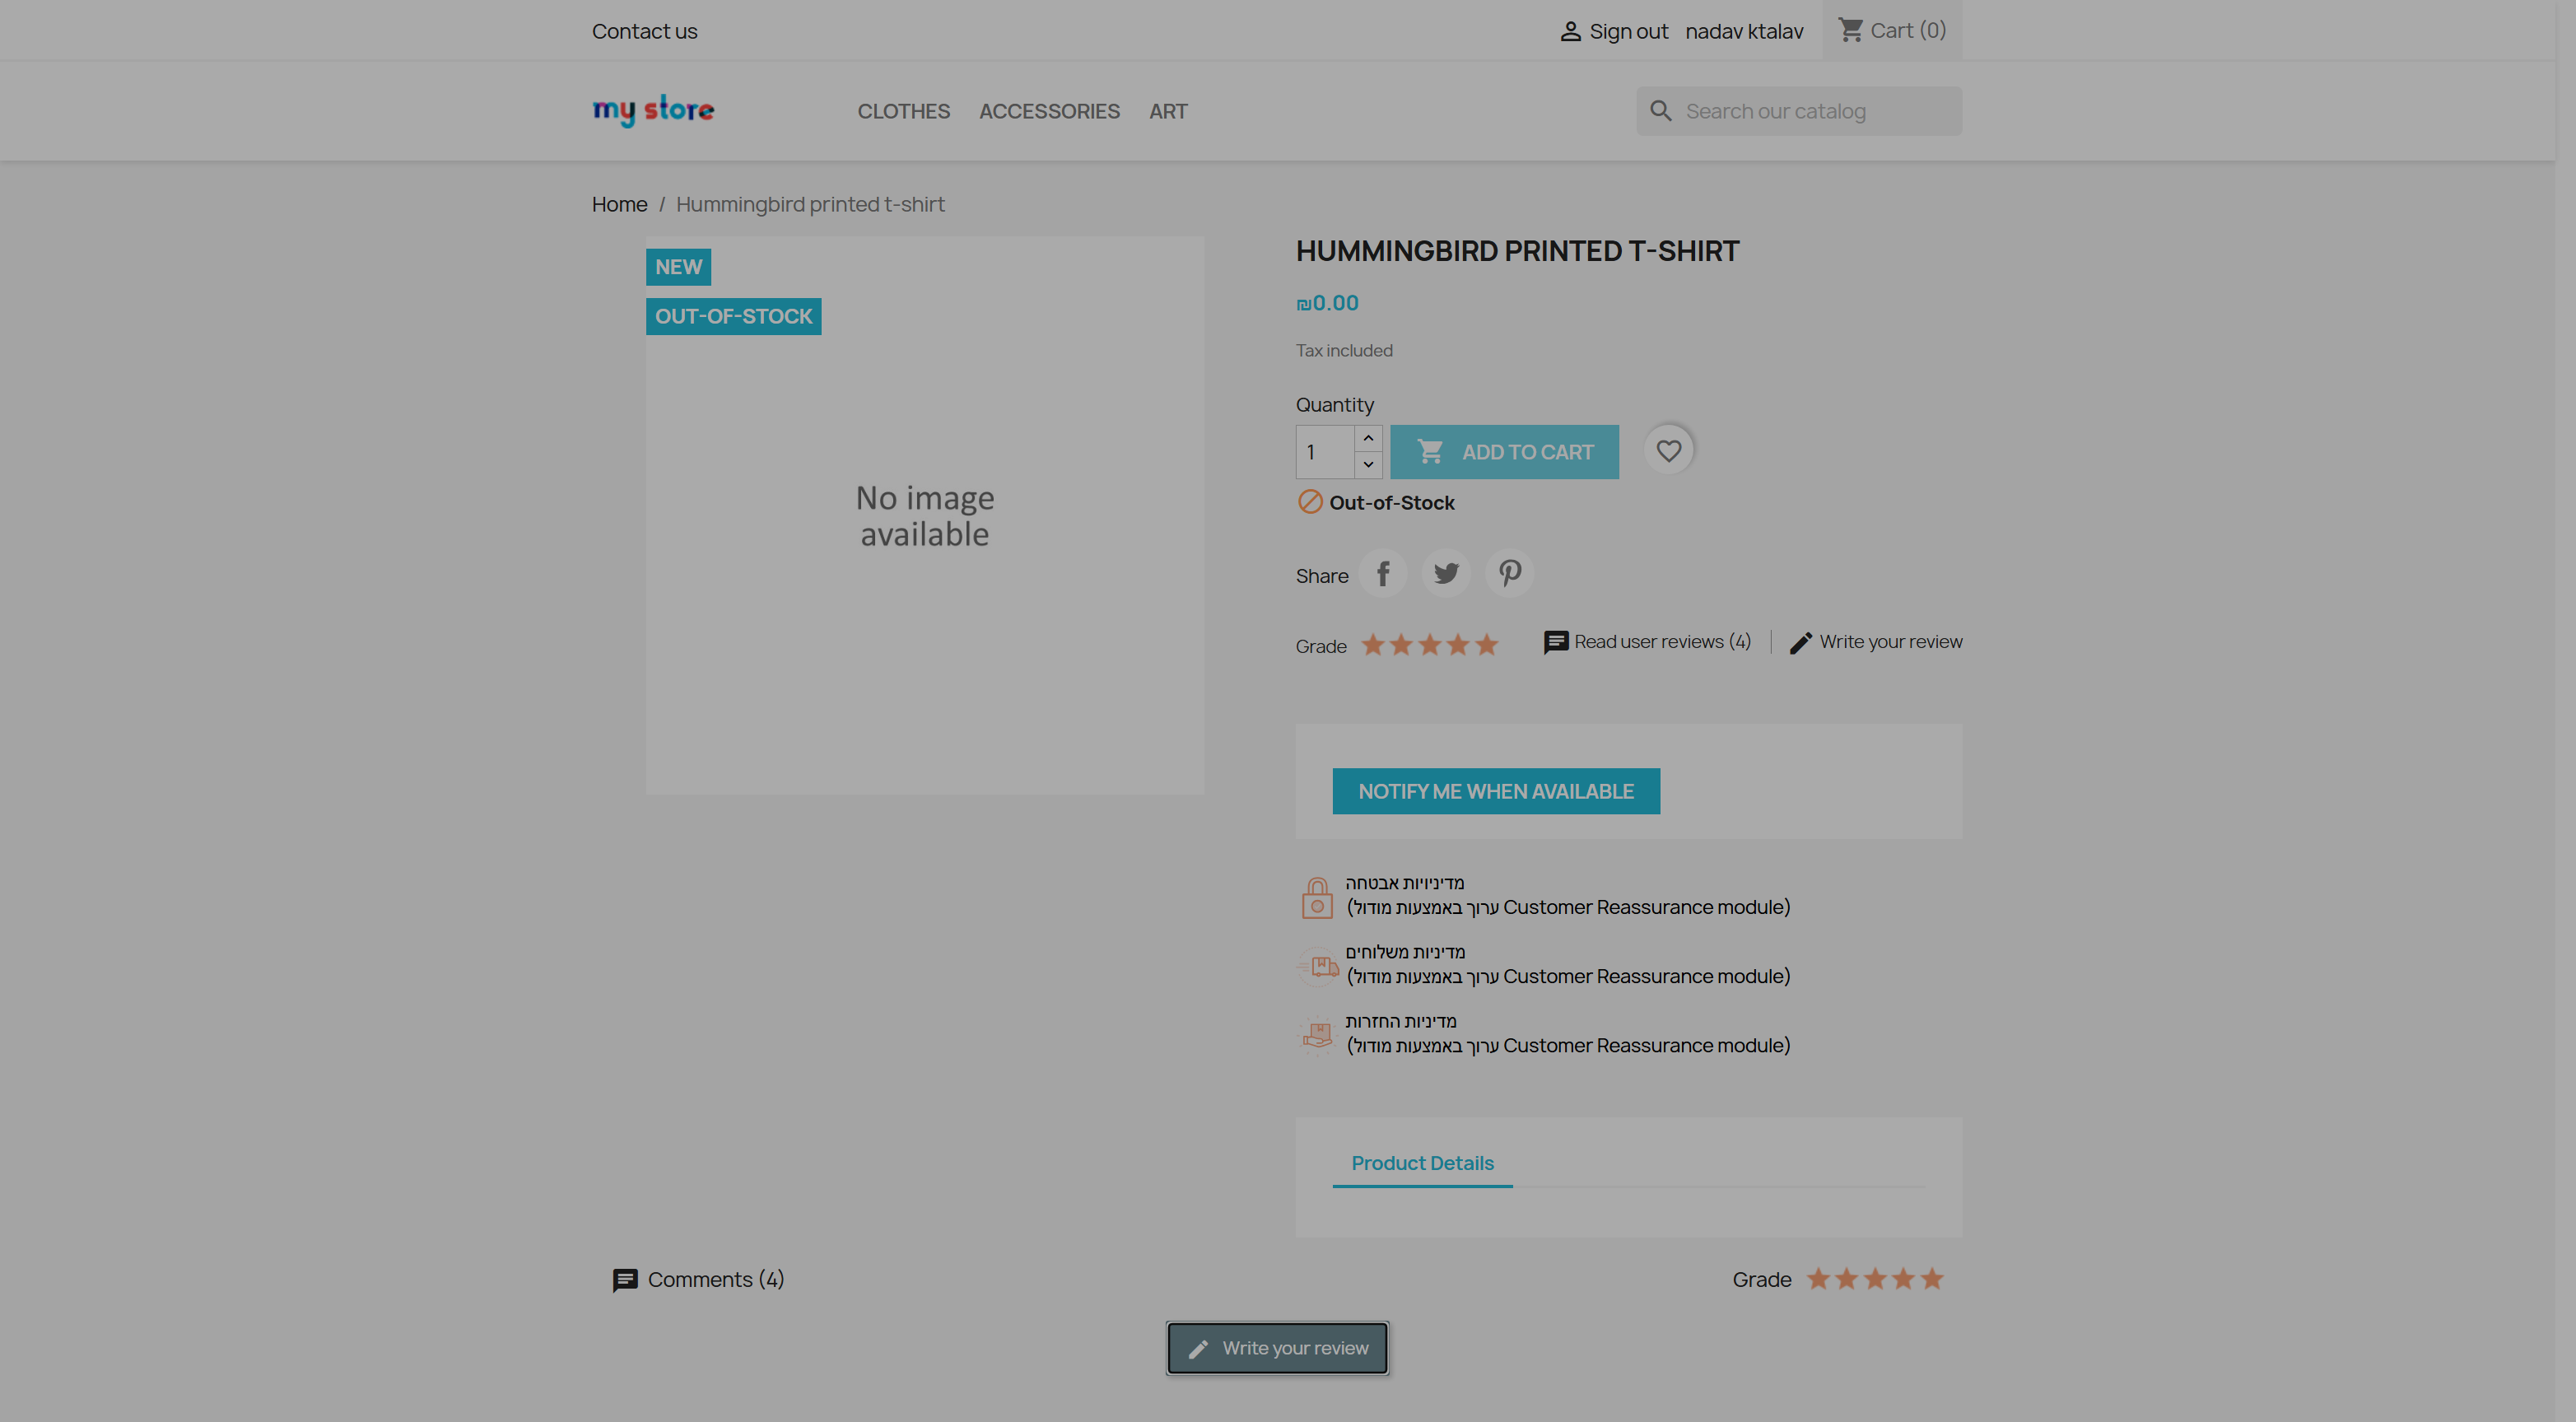 Contact us
Sign out nadav ktalav Cart (0)
my store
CLOTHES ACCESSORIES ART
Search our catalog
Home / Hummingbird printed t-shirt
NEW
OUT-OF-STOCK
No image
available
HUMMINGBIRD PRINTED T-SHIRT
₪0.00
Tax included
Quantity
1
ADD TO CART
Out-of-Stock
Share
Grade
Read user reviews (4)
Write your review
NOTIFY ME WHEN AVAILABLE
מדיניויות אבטחה
(ערוך באמצעות מודול Customer Reassurance module)
מדיניות משלוחים
(ערוך באמצעות מודול Customer Reassurance module)
מדיניות החזרות
(ערוך באמצעות מודול Customer Reassurance module)
Product Details
Comments (4)
Grade
Write your review